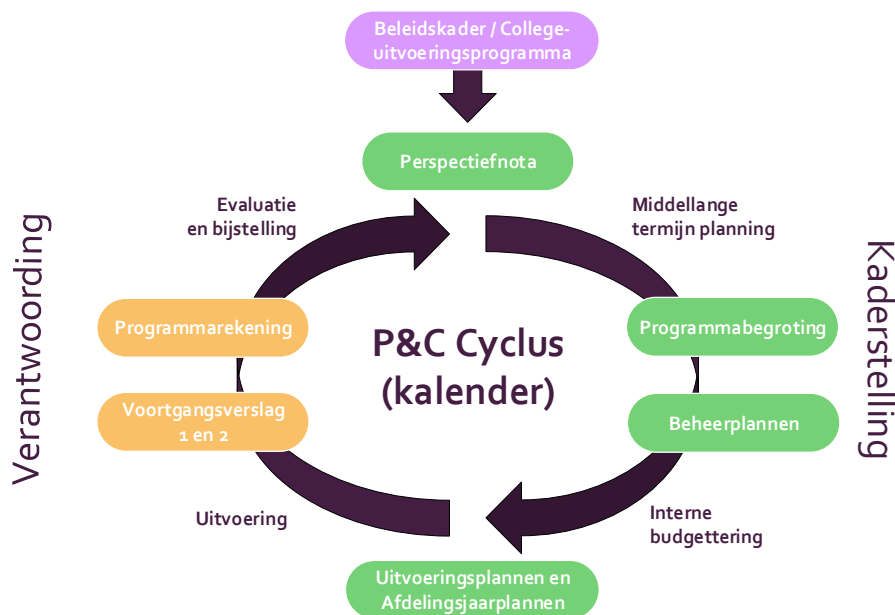 Beleidskader / College-
uitvoeringsprogramma
Perspectiefnota
Evaluatie
en bijstelling
Middellange
termijn planning
Verantwoording
Kaderstelling
Programmarekening
Programmabegroting
P&C Cyclus
(kalender)
Voortgangsverslag
1 en 2
Beheerplannen
Uitvoering
Interne
budgettering
Uitvoeringsplannen en
Afdelingsjaarplannen